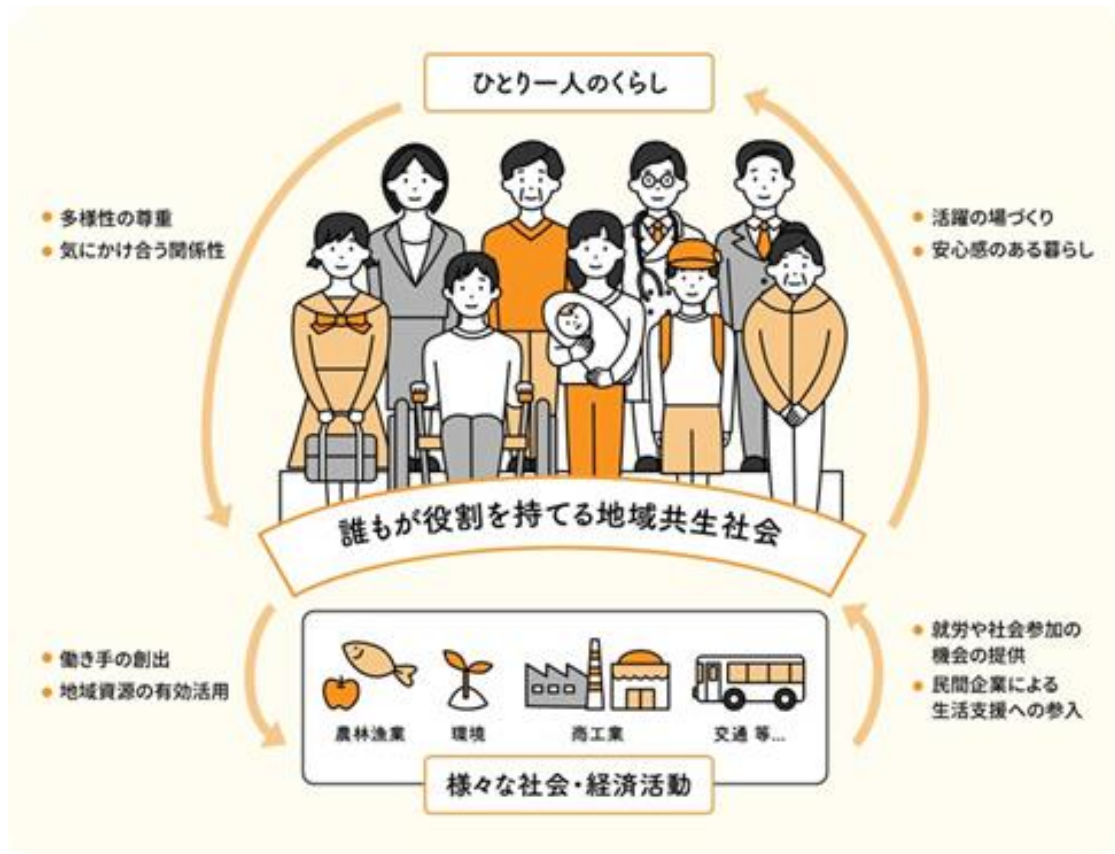 ひとり一人のくらし
● 多様性の尊重
● 気にかけ合う関係性
● 活躍の場づくり
● 安心感のある暮らし
誰もが役割を持てる地域共生社会
● 働き手の創出
● 地域資源の有効活用
● 就労や社会参加の
機会の提供
● 民間企業による
生活支援への参入
農林漁業
環境
商工業
交通 等...
様々な社会・経済活動